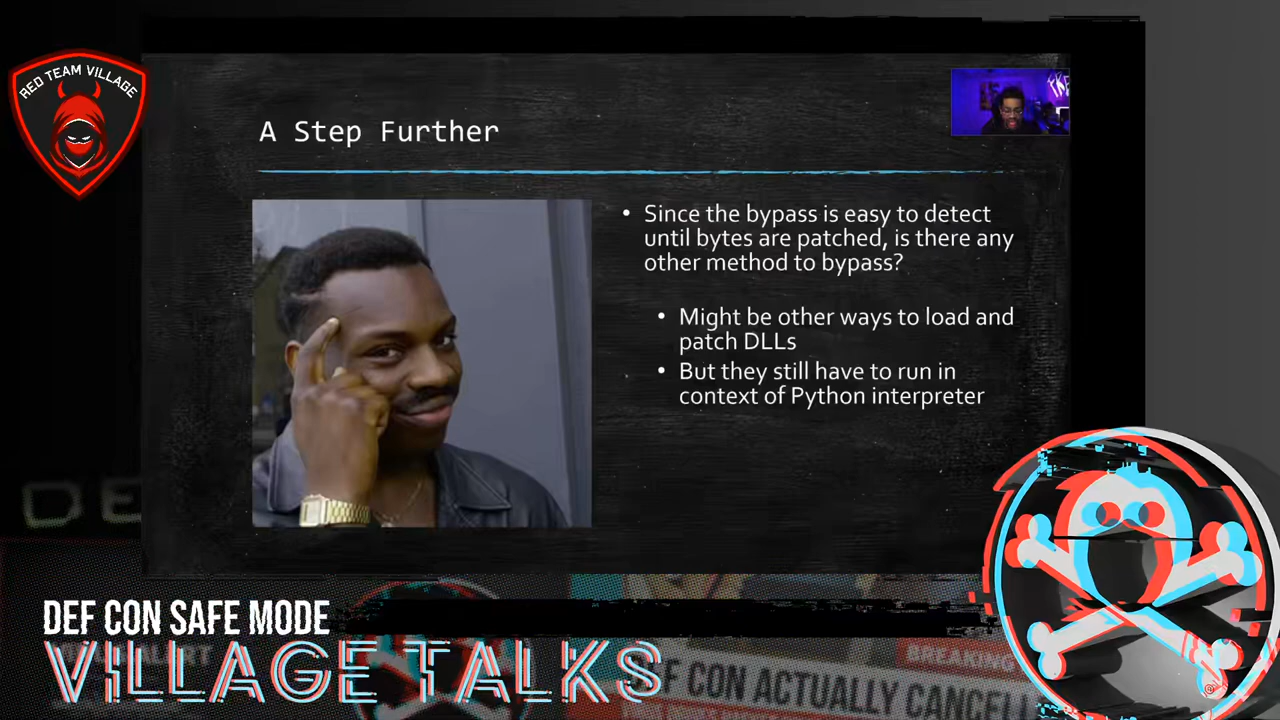 RED TEAM VILLAGE
A Step Further
• Since the bypass is easy to detect
until bytes are patched, is there any
other method to bypass?
• Might be other ways to load and
patch DLLs
• But they still have to run in
context of Python interpreter
DE
DEF CON SAFE MODE
VILLAGE TALKS
BREAKING
F CON ACTUALLY CANCELL